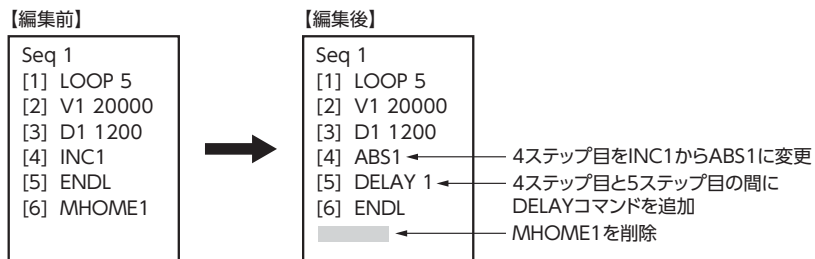 【編集前】
Seq 1
[1] LOOP 5
[2] V1 20000
[3] D1 1200
[4] INC1
[5] ENDL
[6] MHOME1
【編集後】
Seq 1
[1] LOOP 5
[2] V1 20000
[3] D1 1200
[4] ABS1
[5] DELAY 1
[6] ENDL
4ステップ目をINC1からABS1に変更
4ステップ目と5ステップ目の間に
DELAYコマンドを追加
MHOME1を削除